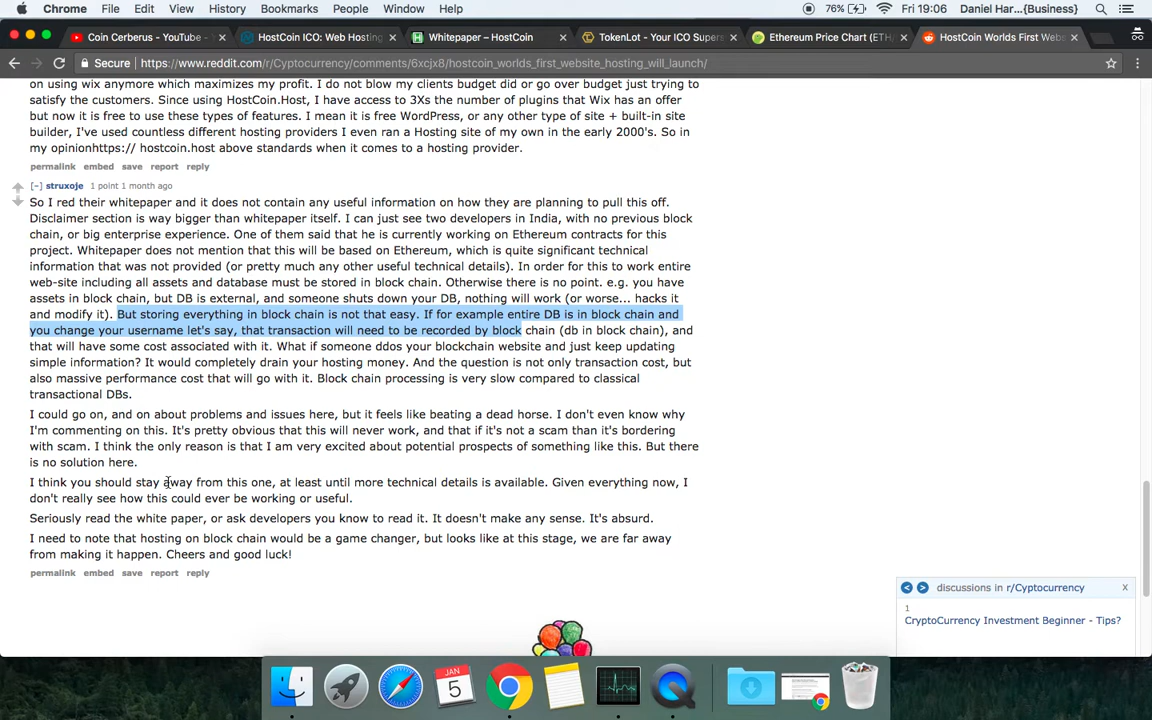 Chrome File Edit View History Bookmarks People Window Help 76% Fri 19:06 Daniel Har...{Business}
Coin Cerberus - YouTube - HostCoin ICO: Web Hosting Whitepaper – HostCoin TokenLot - Your ICO Supers Ethereum Price Chart (ETH/ HostCoin Worlds First Webs
Secure https://www.reddit.com/r/Cyptocurrency/comments/6xcjx8/hostcoin_worlds_first_website_hosting_will_launch/
on using wix anymore which maximizes my profit. I do not blow my clients budget did or go over budget just trying to
satisfy the customers. Since using HostCoin.Host, I have access to 3Xs the number of plugins that Wix has an offer
but now it is free to use these types of features. I mean it is free WordPress, or any other type of site + built-in site
builder, I've used countless different hosting providers I even ran a Hosting site of my own in the early 2000's. So in
my opinionhttps:// hostcoin.host above standards when it comes to a hosting provider.
permalink embed save report reply
[–] struxoje 1 point 1 month ago
So I red their whitepaper and it does not contain any useful information on how they are planning to pull this off.
Disclaimer section is way bigger than whitepaper itself. I can just see two developers in India, with no previous block
chain, or big enterprise experience. One of them said that he is currently working on Ethereum contracts for this
project. Whitepaper does not mention that this will be based on Ethereum, which is quite significant technical
information that was not provided (or pretty much any other useful technical details). In order for this to work entire
web-site including all assets and database must be stored in block chain. Otherwise there is no point. e.g. you have
assets in block chain, but DB is external, and someone shuts down your DB, nothing will work (or worse... hacks it
and modify it). But storing everything in block chain is not that easy. If for example entire DB is in block chain and
you change your username let's say, that transaction will need to be recorded by block chain (db in block chain), and
that will have some cost associated with it. What if someone ddos your blockchain website and just keep updating
simple information? It would completely drain your hosting money. And the question is not only transaction cost, but
also massive performance cost that will go with it. Block chain processing is very slow compared to classical
transactional DBs.
I could go on, and on about problems and issues here, but it feels like beating a dead horse. I don't even know why
I'm commenting on this. It's pretty obvious that this will never work, and that if it's not a scam than it's bordering
with scam. I think the only reason is that I am very excited about potential prospects of something like this. But there
is no solution here.
I think you should stay away from this one, at least until more technical details is available. Given everything now, I
don't really see how this could ever be working or useful.
Seriously read the white paper, or ask developers you know to read it. It doesn't make any sense. It's absurd.
I need to note that hosting on block chain would be a game changer, but looks like at this stage, we are far away
from making it happen. Cheers and good luck!
permalink embed save report reply
discussions in r/Cyptocurrency X
1
CryptoCurrency Investment Beginner - Tips?
JAN
5